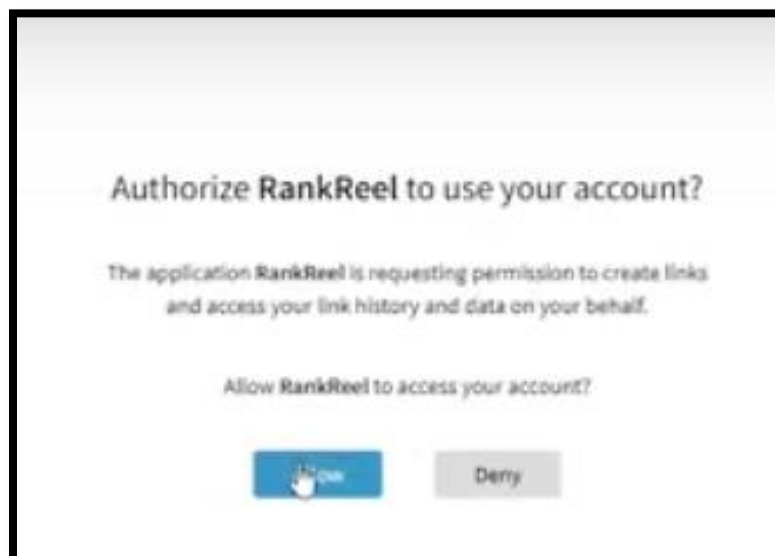 Authorize RankReel to use your account?
The application RankReel is requesting permission to create links
and access your link history and data on your behalf.
Allow RankReel to access your account?
Deny